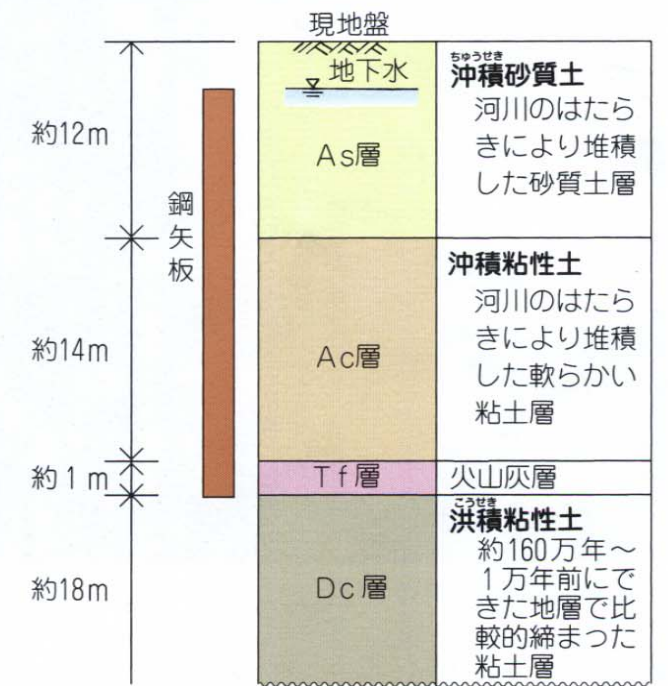 現地盤
地下水
約12m
As層
ちゅうせき
沖積砂質土
河川のはたら
きにより堆積
した砂質土層
鋼矢板
約14m
Ac層
沖積粘性土
河川のはたら
きにより堆積
した軟らかい
粘土層
約1m
Tf層
火山灰層
約18m
Dc層
こうせき
洪積粘性土
約160万年～
1万年前にで
きた地層で比
較的締まった
粘土層